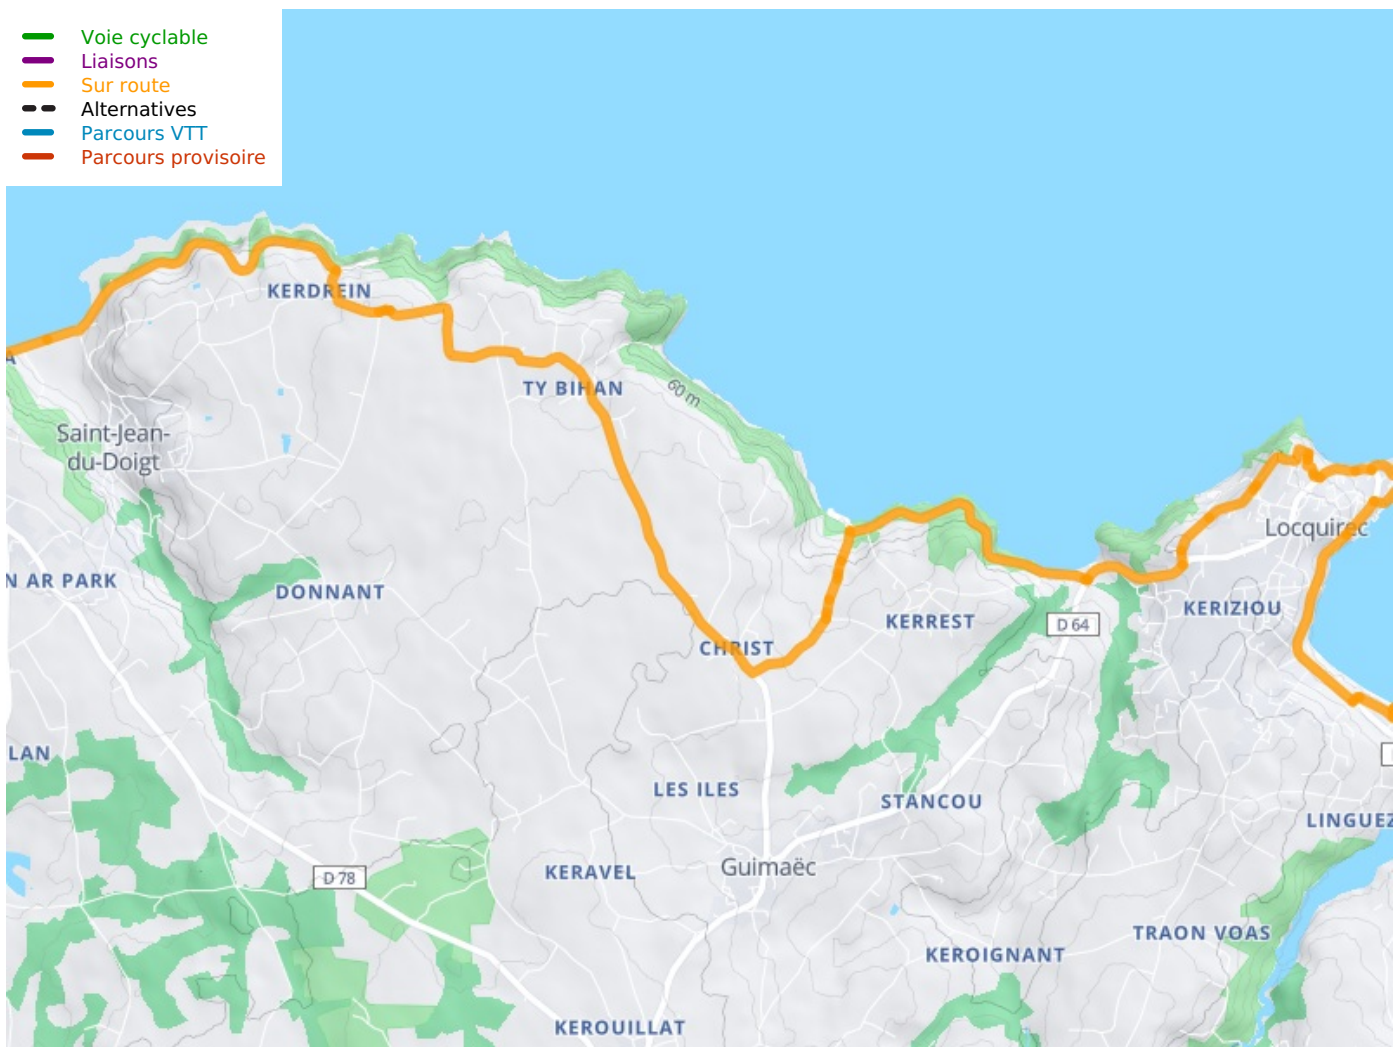 Voie cyclable
Liaisons
Sur route
Alternatives
Parcours VTT
Parcours provisoire
KERDREIN
TY BIHAN
60 m
Saint-Jean-
du-Doigt
Locquirec
N AR PARK
DONNANT
KERIZIOU
KERREST
D 64
CHRIST
LAN
LES ILES
STANCOU
LINGUEZ
Guimaëc
KERAVEL
D 78
TRAON VOAS
KEROIGNANT
KEROUILLAT